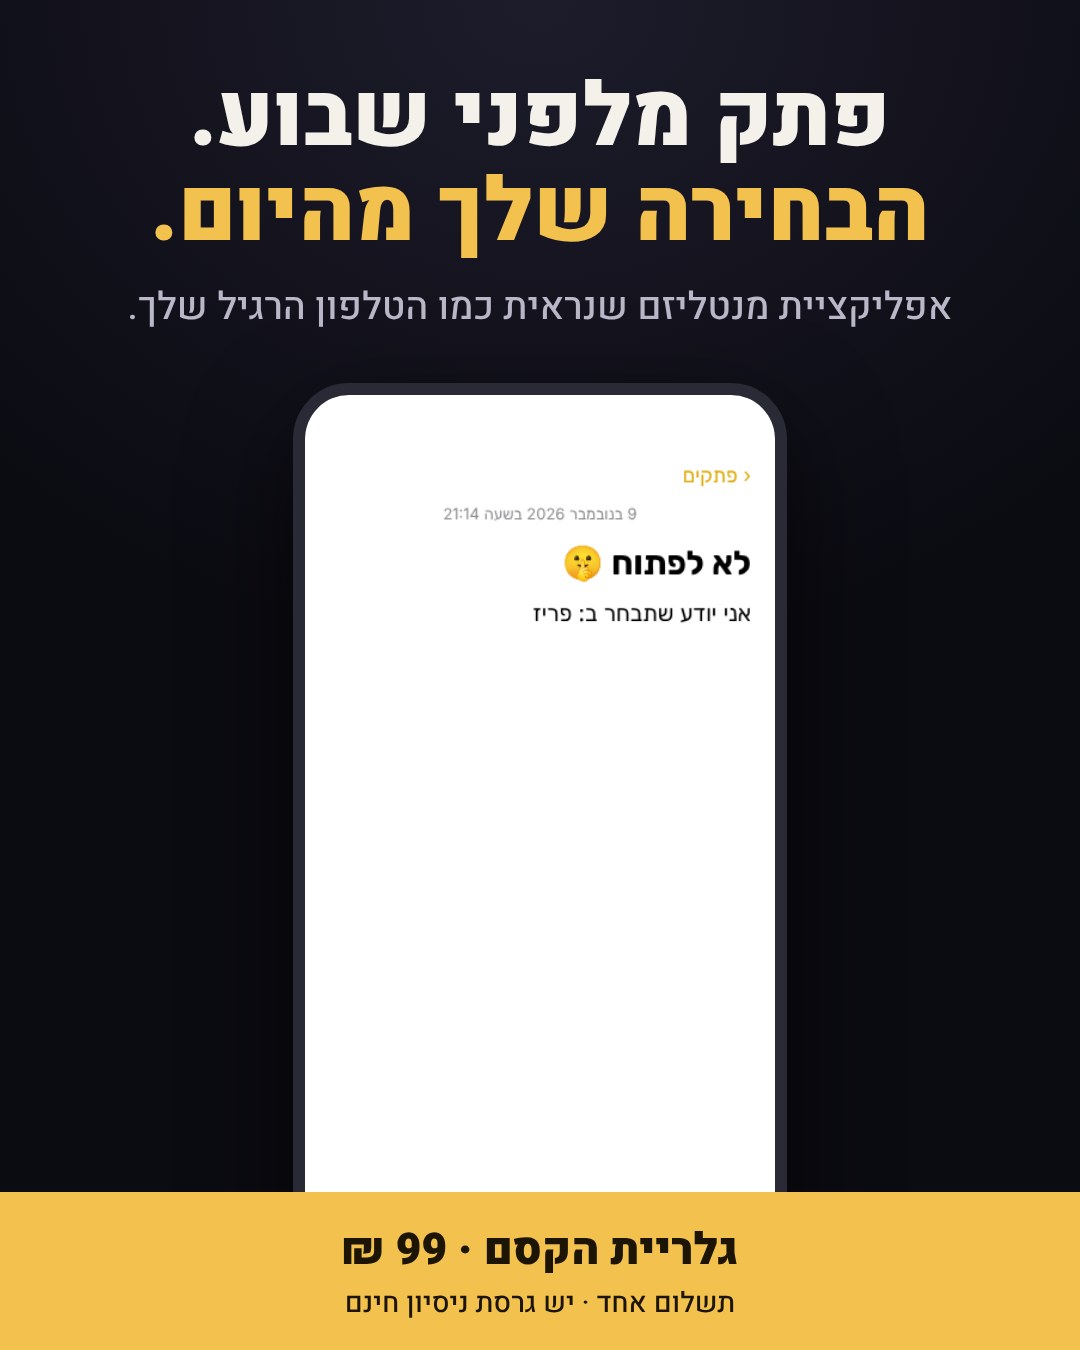 פתק מלפני שבוע.
הבחירה שלך מהיום.
אפליקציית מנטליזם שנראית כמו הטלפון הרגיל שלך.
‹ פתקים
9 בנובמבר 2026 בשעה 21:14
לא לפתוח 🤫
אני יודע שתבחר ב: פריז
גלריית הקסם · 99 ₪
תשלום אחד · יש גרסת ניסיון חינם